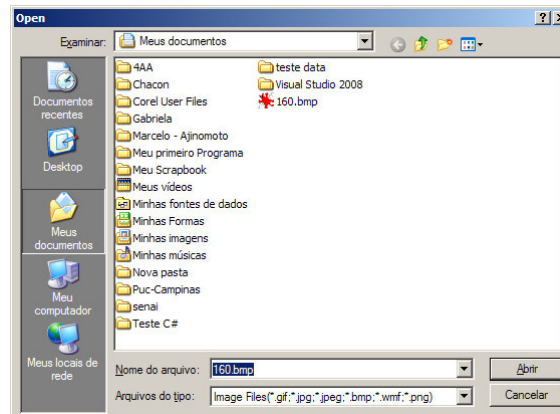 Open
Examinar:
Meus documentos
Documentos
recentes
Desktop
Meus
documentos
Meu
computador
Meus locais de
rede
4AA
Chacon
Corel User Files
Gabriela
Marcelo - Ajinomoto
Meu primeiro Programa
Meu Scrapbook
Meus vídeos
Minhas fontes de dados
Minhas Formas
Minhas imagens
Minhas músicas
Nova pasta
Puc-Campinas
senai
Teste C#
teste data
Visual Studio 2008
160.bmp
Nome do arquivo:
160.bmp
Abrir
Arquivos do tipo:
Image Files(*.gif;*.jpg;*.jpeg;*.bmp;*.wmf;*.png)
Cancelar